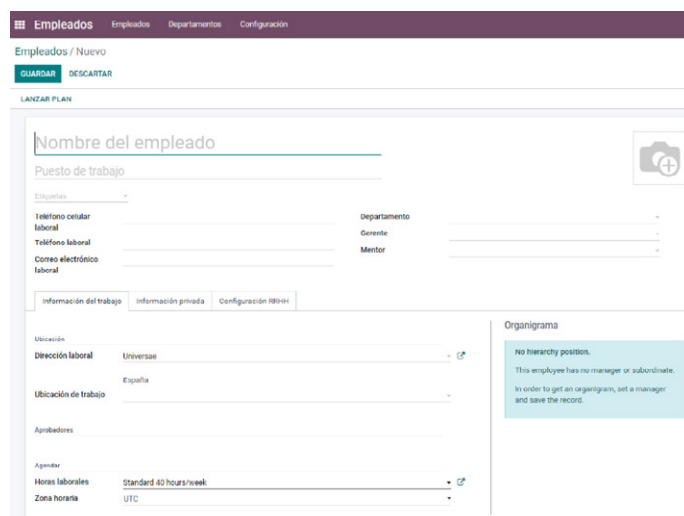 Empleados Empleados Departamentos Configuración
Empleados / Nuevo
GUARDAR DESCARTAR
LANZAR PLAN
Nombre del empleado
Puesto de trabajo
Etiquetas
Teléfono celular laboral
Departamento
Teléfono laboral
Gerente
Correo electrónico laboral
Mentor
Información del trabajo Información privada Configuración RRHH
Organigrama
Ubicación
Dirección laboral Universae
España
Ubicación de trabajo
No hierarchy position.
This employee has no manager or subordinate.
In order to get an organigram, set a manager
and save the record.
Aprobadores
Agendar
Horas laborales Standard 40 hours/week
Zona horaria UTC